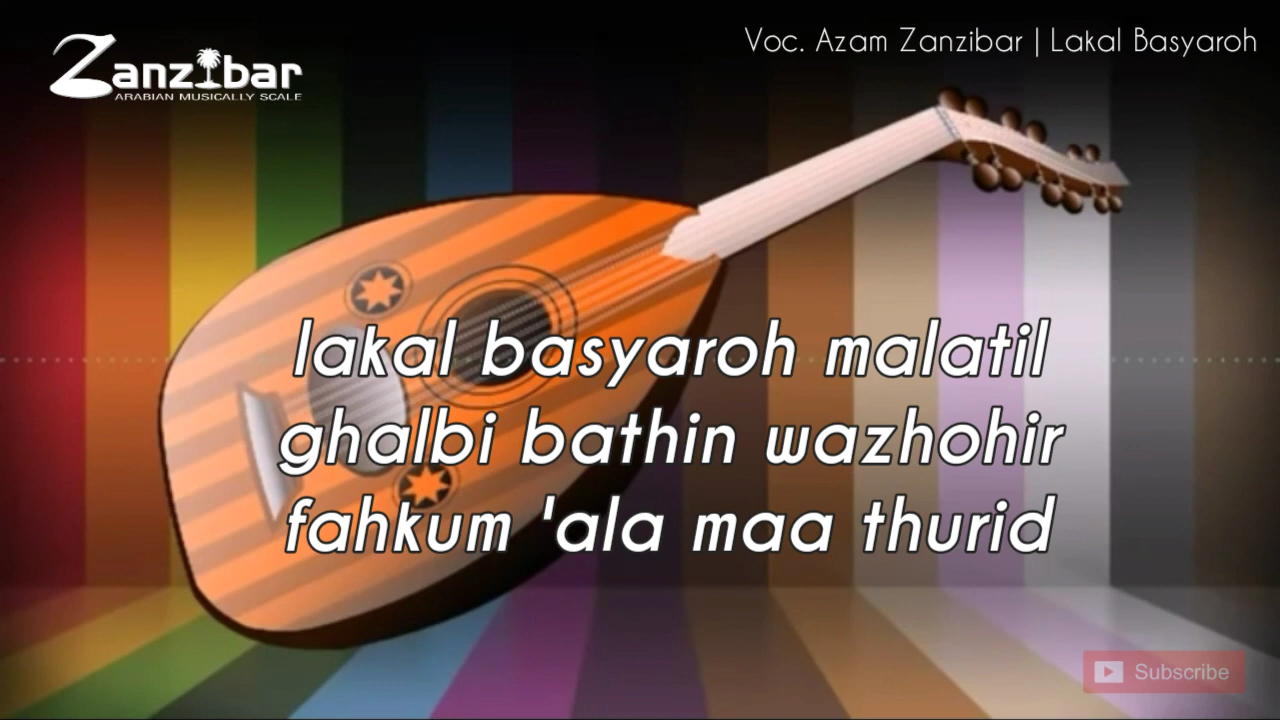 Zanzibar
ARABIAN MUSICALLY SCALE
Voc. Azam Zanzibar | Lakal Basyaroh
lakal basyaroh malatil
ghalbi bathin wazhohir
fahkum 'ala maa thurid
Subscribe